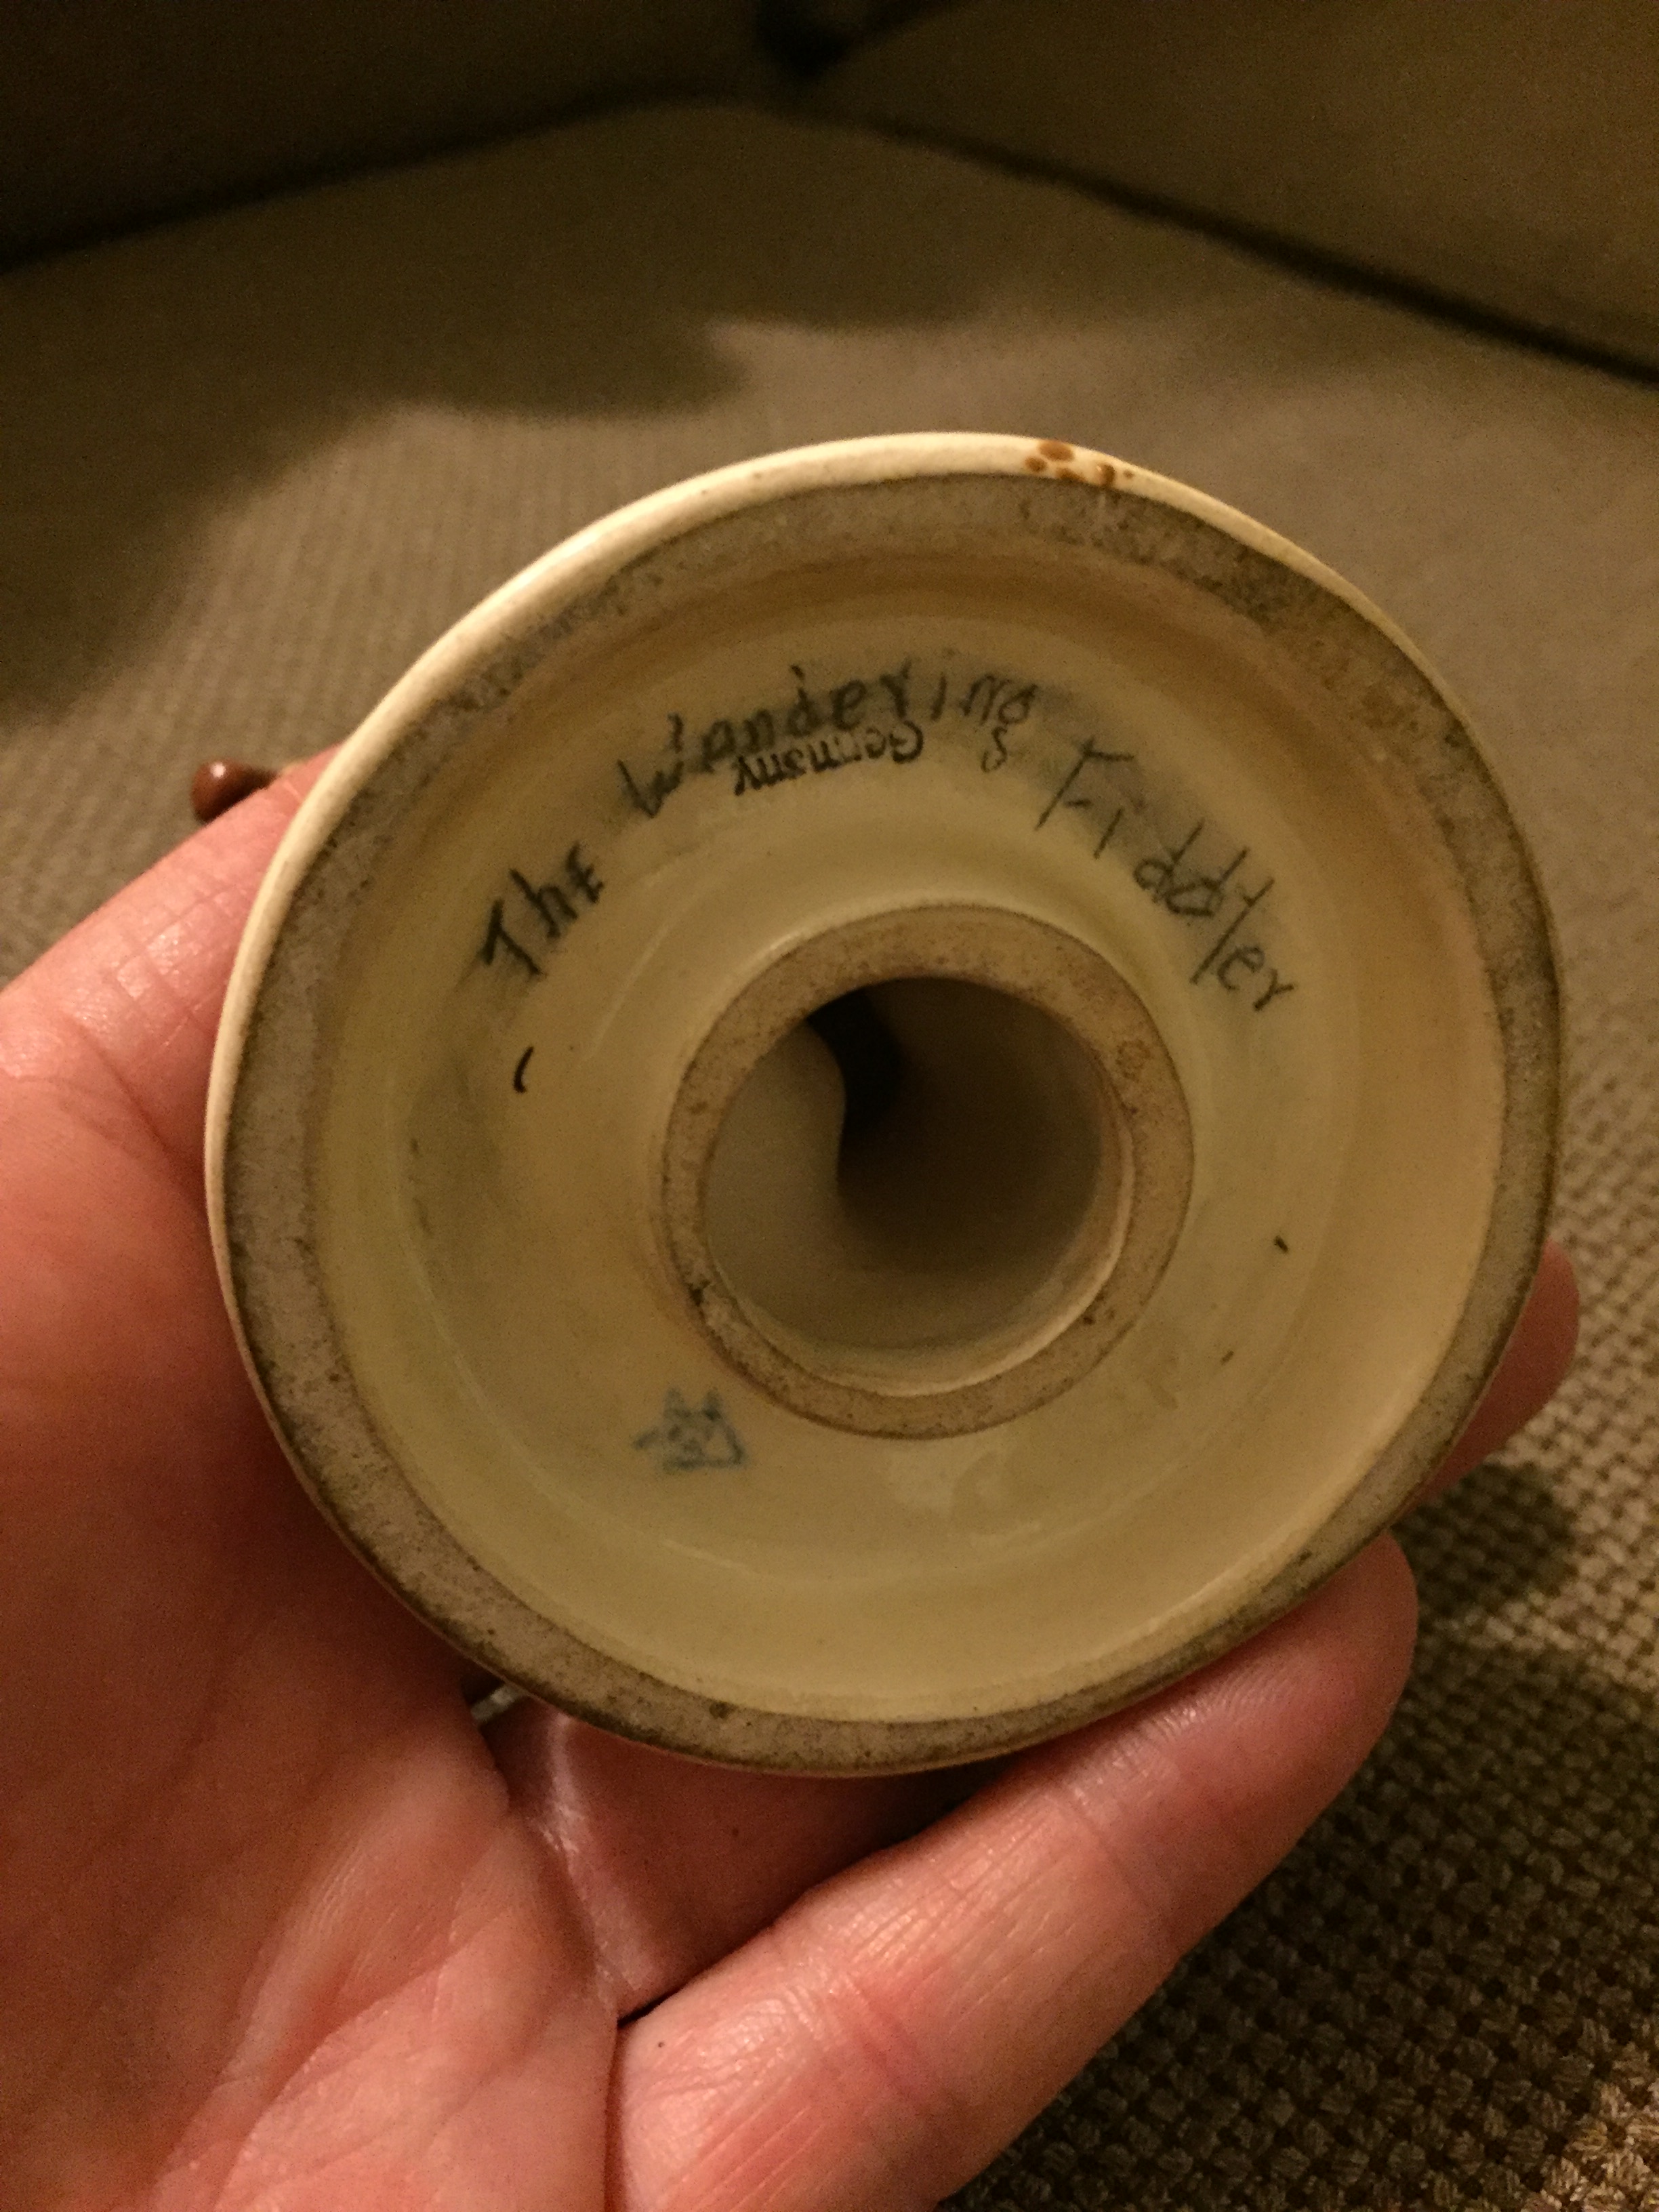 The Wandering Fiddler
Germany